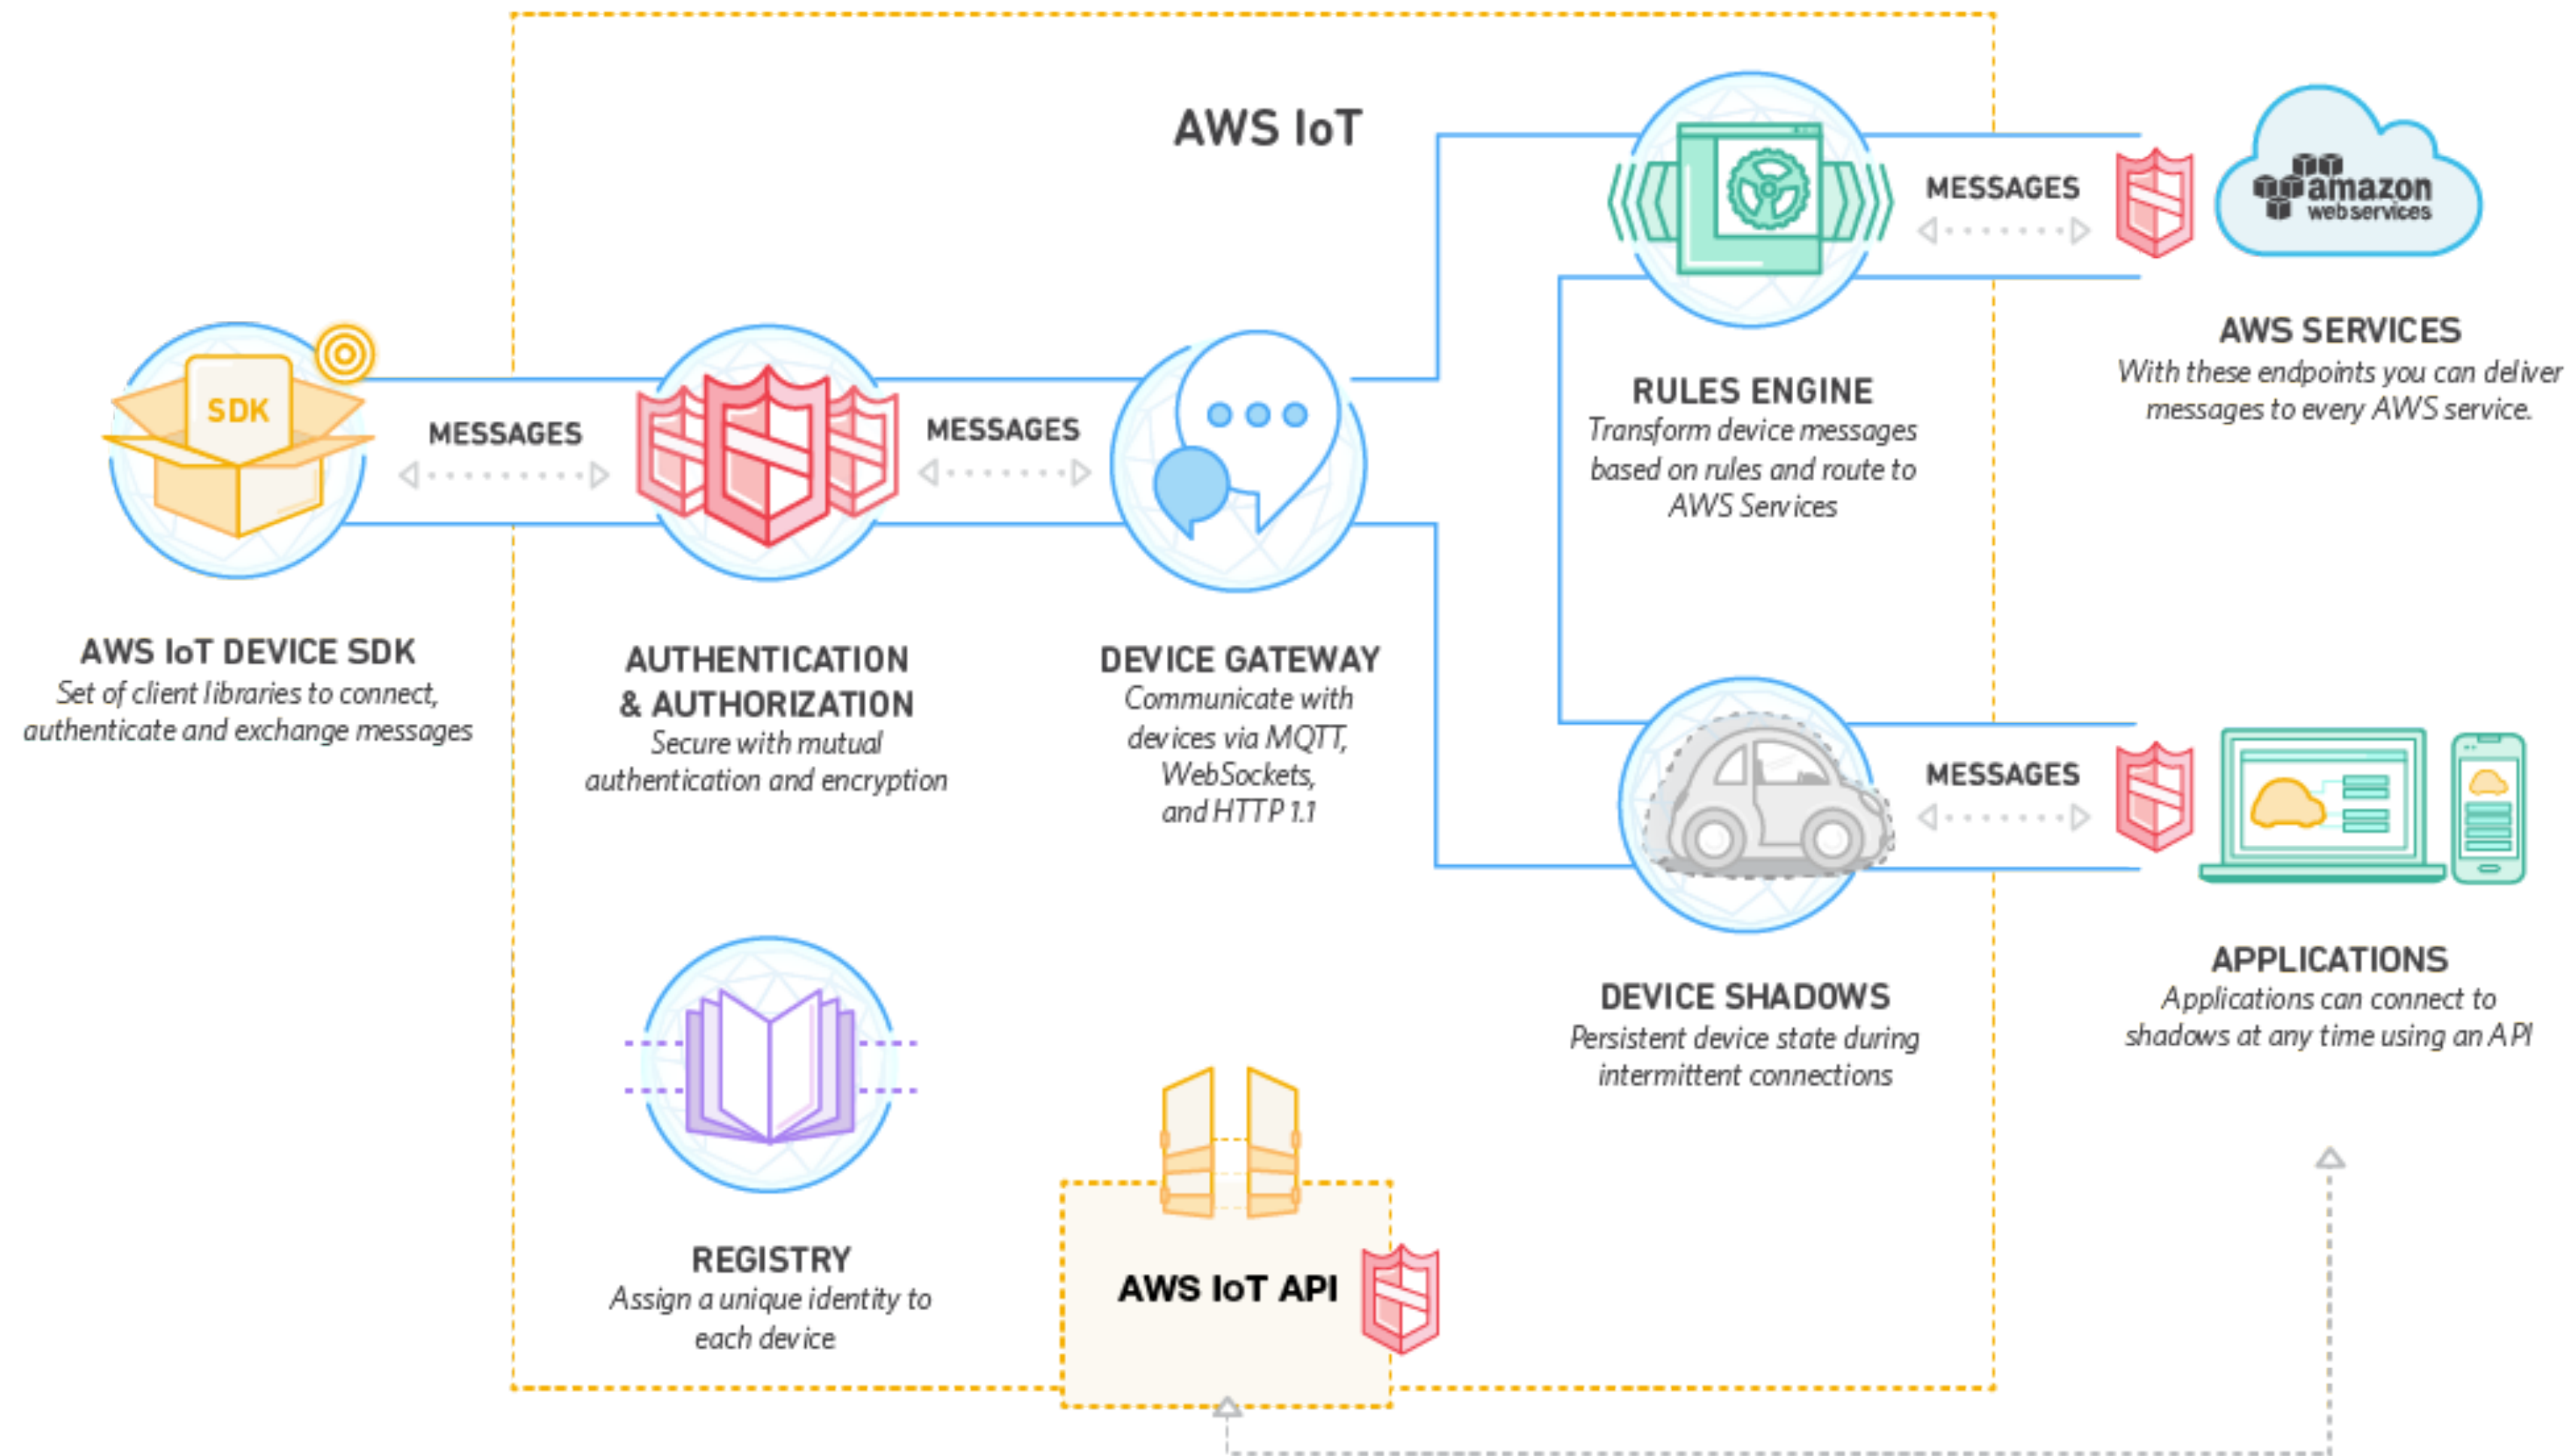 AWS IoT
SDK
MESSAGES
MESSAGES
MESSAGES
amazon
web services
AWS SERVICES
With these endpoints you can deliver
messages to every AWS service.
RULES ENGINE
Transform device messages
based on rules and route to
AWS Services
AWS IoT DEVICE SDK
Set of client libraries to connect,
authenticate and exchange messages
AUTHENTICATION
& AUTHORIZATION
Secure with mutual
authentication and encryption
DEVICE GATEWAY
Communicate with
devices via MQTT,
WebSockets,
and HTTP 1.1
MESSAGES
DEVICE SHADOWS
Persistent device state during
intermittent connections
APPLICATIONS
Applications can connect to
shadows at any time using an API
REGISTRY
Assign a unique identity to
each device
AWS IoT API